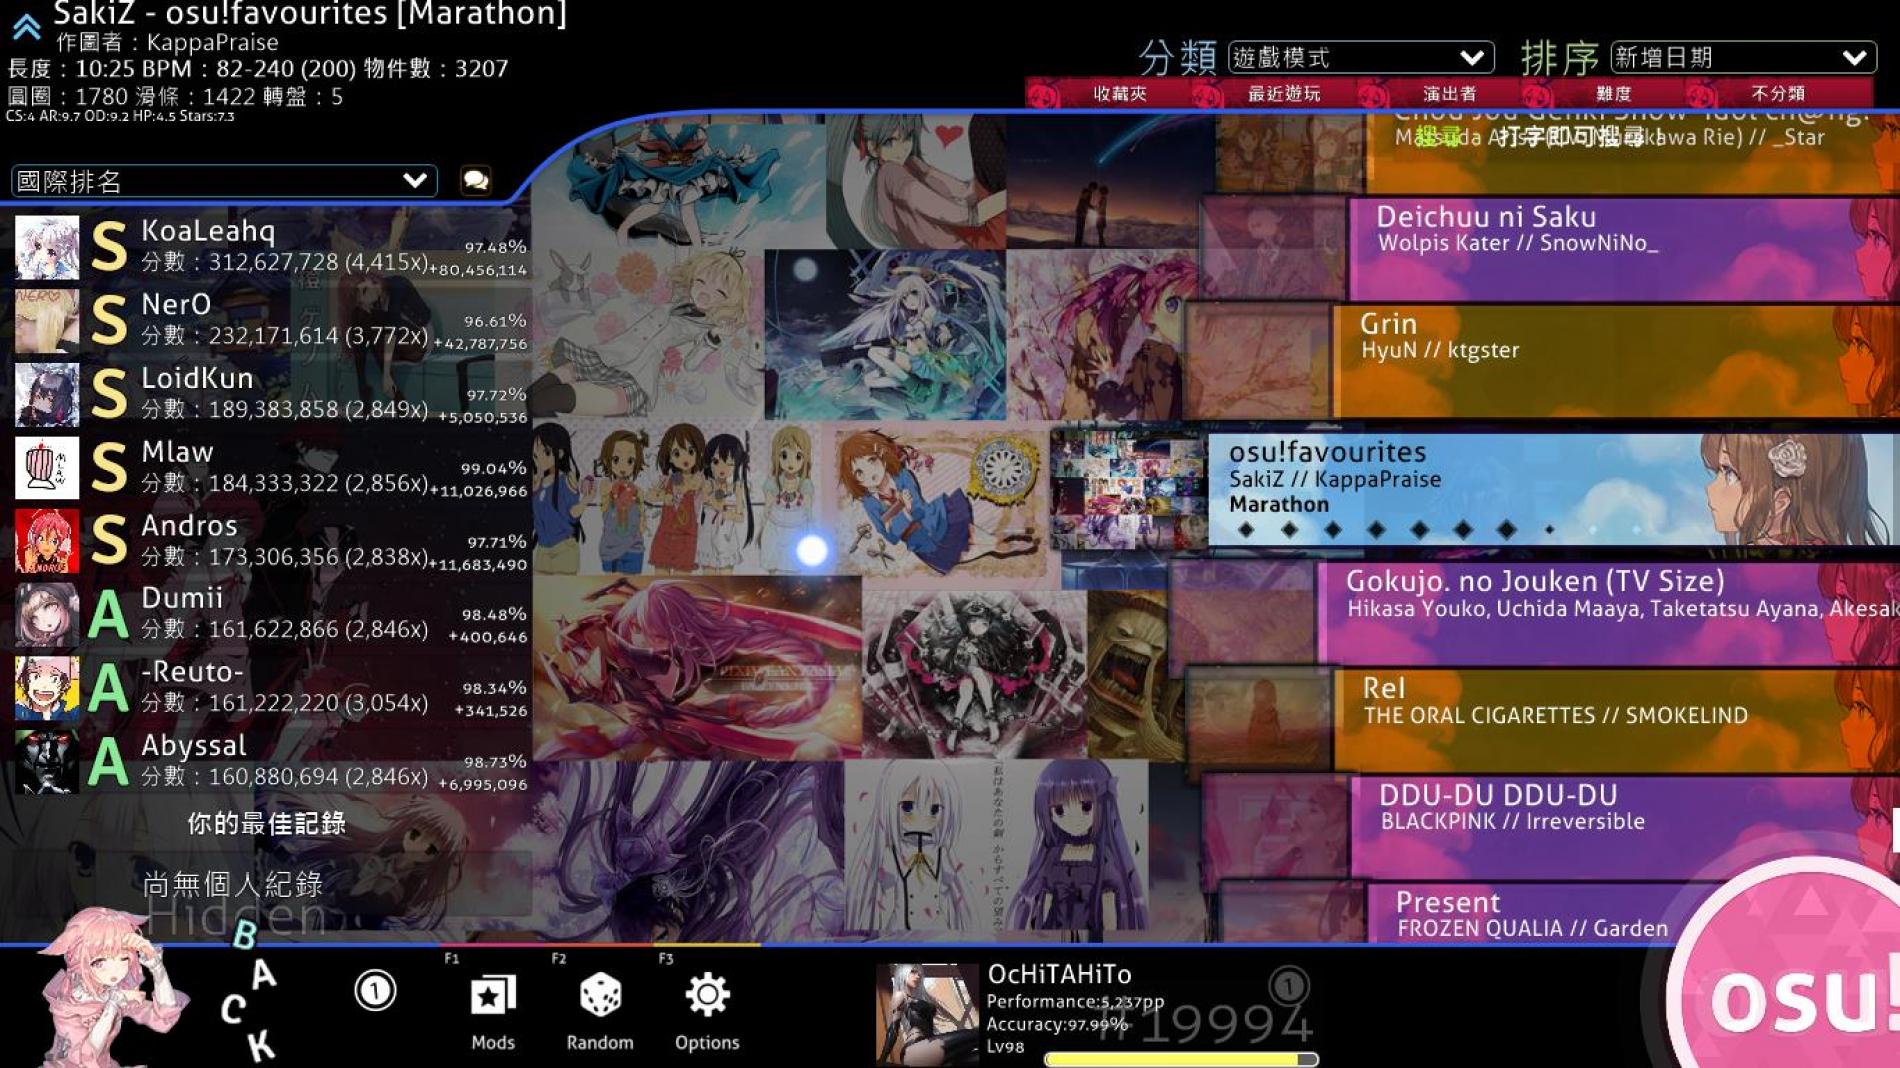 SakiZ - osu!favourites [Marathon]
作圖者：KappaPraise
長度：10:25 BPM：82-240 (200) 物件數：3207
圓圈：1780 滑條：1422 轉盤：5
CS:4 AR:9.7 OD:9.2 HP:4.5 Stars:7.3
分類 遊戲模式 排序 新增日期
收藏夾 最近遊玩 演出者 難度 不分類
搜尋： 打字即可搜尋！
國際排名
KoaLeahq
分數：312,627,728 (4,415x)
97.48%
+80,456,114
NerO
分數：232,171,614 (3,772x)
96.61%
+42,787,756
LoidKun
分數：189,383,858 (2,849x)
97.72%
+5,050,536
Mlaw
分數：184,333,322 (2,856x)
99.04%
+11,026,966
Andros
分數：173,306,356 (2,838x)
97.71%
+11,683,490
Dumii
分數：161,622,866 (2,846x)
98.48%
+400,646
-Reuto-
分數：161,222,220 (3,054x)
98.34%
+341,526
Abyssal
分數：160,880,694 (2,846x)
98.73%
+6,995,096
S
S
S
S
S
A
A
A
你的最佳記錄
尚無個人紀錄
Hidden
Deichuu ni Saku
Wolpis Kater // SnowNiNo_
Grin
HyuN // ktgster
osu!favourites
SakiZ // KappaPraise
Marathon
Gokujo. no Jouken (TV Size)
Hikasa Youko, Uchida Maaya, Taketatsu Ayana, Akesak
Rel
THE ORAL CIGARETTES // SMOKELIND
DDU-DU DDU-DU
BLACKPINK // Irreversible
Present
FROZEN QUALIA // Garden
BACK
1
F1
Mods
F2
Random
F3
Options
OcHiTAHiTo
Performance:5,237pp
Accuracy:97.99%
Lv98
#19994
1
osu!